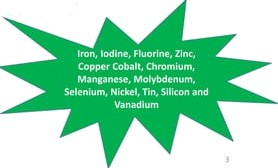 Iron, Iodine, Fluorine, Zinc,
Copper Cobalt, Chromium,
Manganese, Molybdenum,
Selenium, Nickel, Tin, Silicon and
Vanadium
3